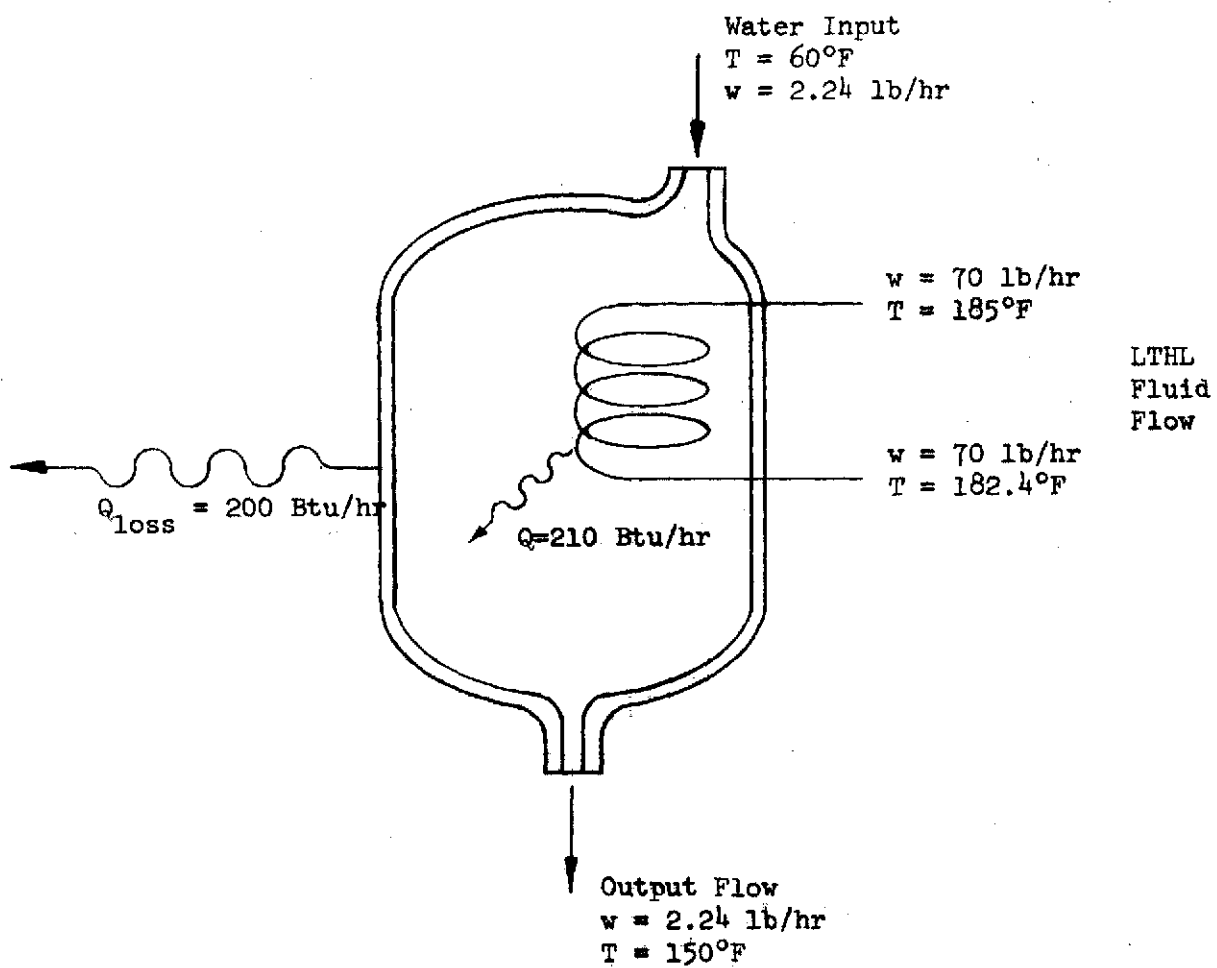 Water Input
T = 60°F
w = 2.24 lb/hr
w = 70 lb/hr
T = 185°F
LTHL
Fluid
Flow
w = 70 lb/hr
T = 182.4°F
Qloss = 200 Btu/hr
Q=210 Btu/hr
Output Flow
w = 2.24 lb/hr
T = 150°F